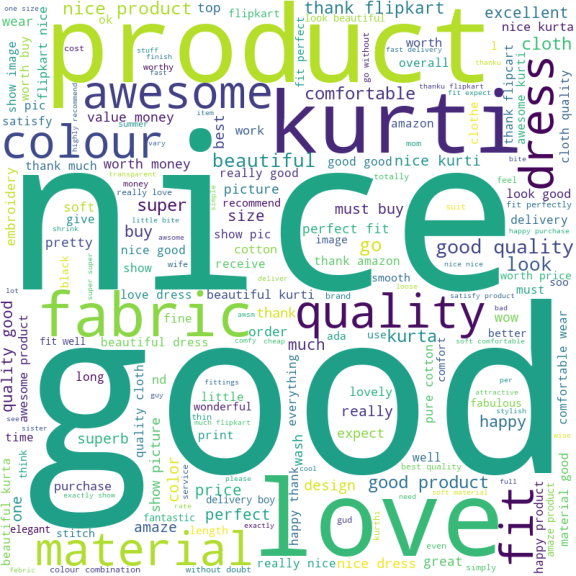 one size
nice product
top
thank flipkart
excellent
wear
ok
flipkart
look beautiful
nice kurta
product
cost
stuff
finish
fast
worthy
worth
fast delivery
overall
l
cloth
show image
worth buy
flipkart nice
fit perfect
go without
thanku flipkart
fit expect
thank flipcart
awesome kurti
cloth quality
pic
awesome
comfortable
kurti
dress
satisfy
value money
highly recommend
summer
vary
item
best
work
amazon
mom
clothe
colour
thank much
worth money
beautiful
good good
nice kurti
bite
embroidery
transparent
money
really love
really good
totally
feel
look good
soft
give
super
picture
recommend
simple
size
must buy
suit
fit perfectly
delivery
happy purchase
shrink
little bite
awsome
buy
show pic
perfect fit
image
go
good quality
pretty
black
super super
nice good
wife
cotton
thank amazon
smooth
nice nice
look
show
receive
deliver
worth price
nice
lot
love dress
beautiful kurti
brand
loose
satisfy product
must
soo
fabric
fine
thank
quality
bad
wow
quality good
awesome product
fit well
beautiful dress
order
comfy
cheap
awsm
ada
use
kurta
better
much
soft comfortable
comfort
comfortable wear
good
long
nd
fittings
guy
little
wonderful
thin
much flipkart
everything
lovely
really
expect
pure cotton
per
attractive
fabulous
stylish
happy
see
sister
time
think
superb
quality cloth
print
wash
well
best quality
wise
cool
one
purchase
exactly show
show picture
color
service
please
price
delivery boy
rate
happy thank
design
good product
need
full
soft material
material good
happy product
amaze product
beautiful kurta
elegant
stitch
fantastic
amaze
perfect
exactly
length
love
gud
kurthi
even
fit
material
febric
colour combination
without doubt
really nice
nice dress
great
simply